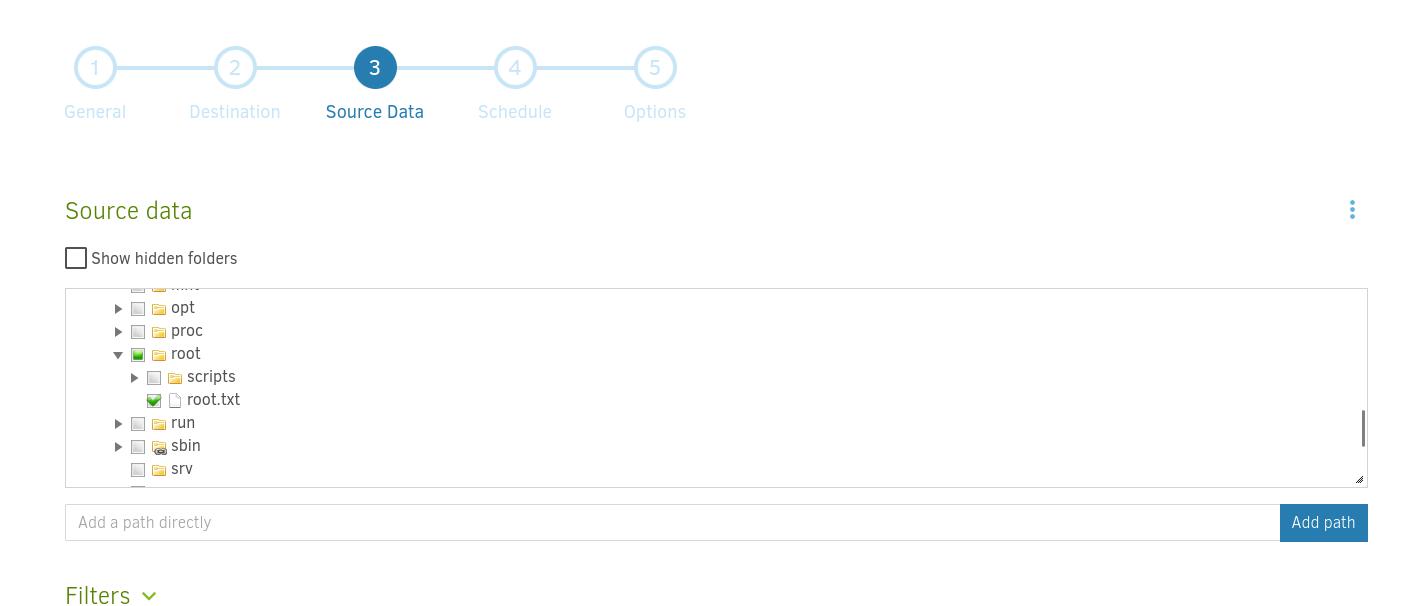 1 2 3 4 5
General Destination Source Data Schedule Options
Source data
Show hidden folders
opt
proc
root
scripts
root.txt
run
sbin
srv
Add a path directly Add path
Filters